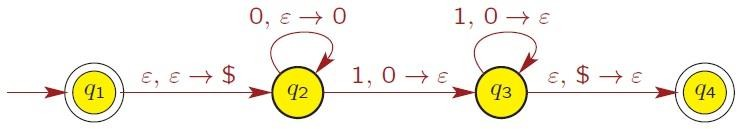 0, ε → 0
1, 0 → ε
q1
ε, ε → $
q2
1, 0 → ε
q3
ε, $ → ε
q4